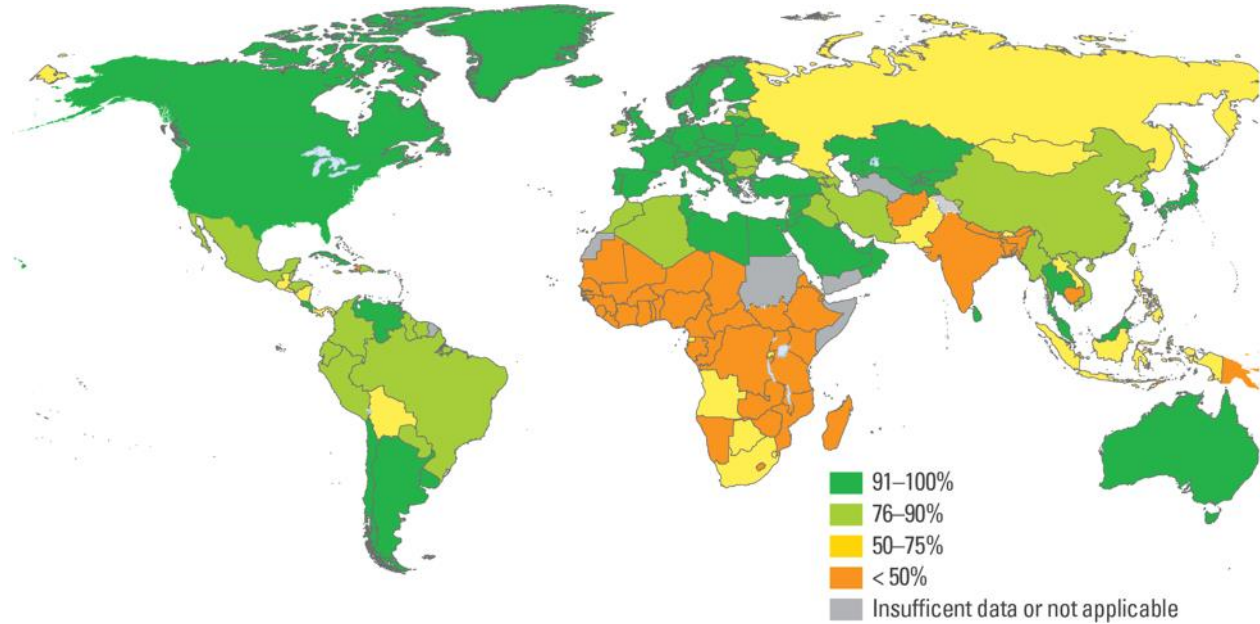 91–100%
76–90%
50–75%
< 50%
Insufficent data or not applicable